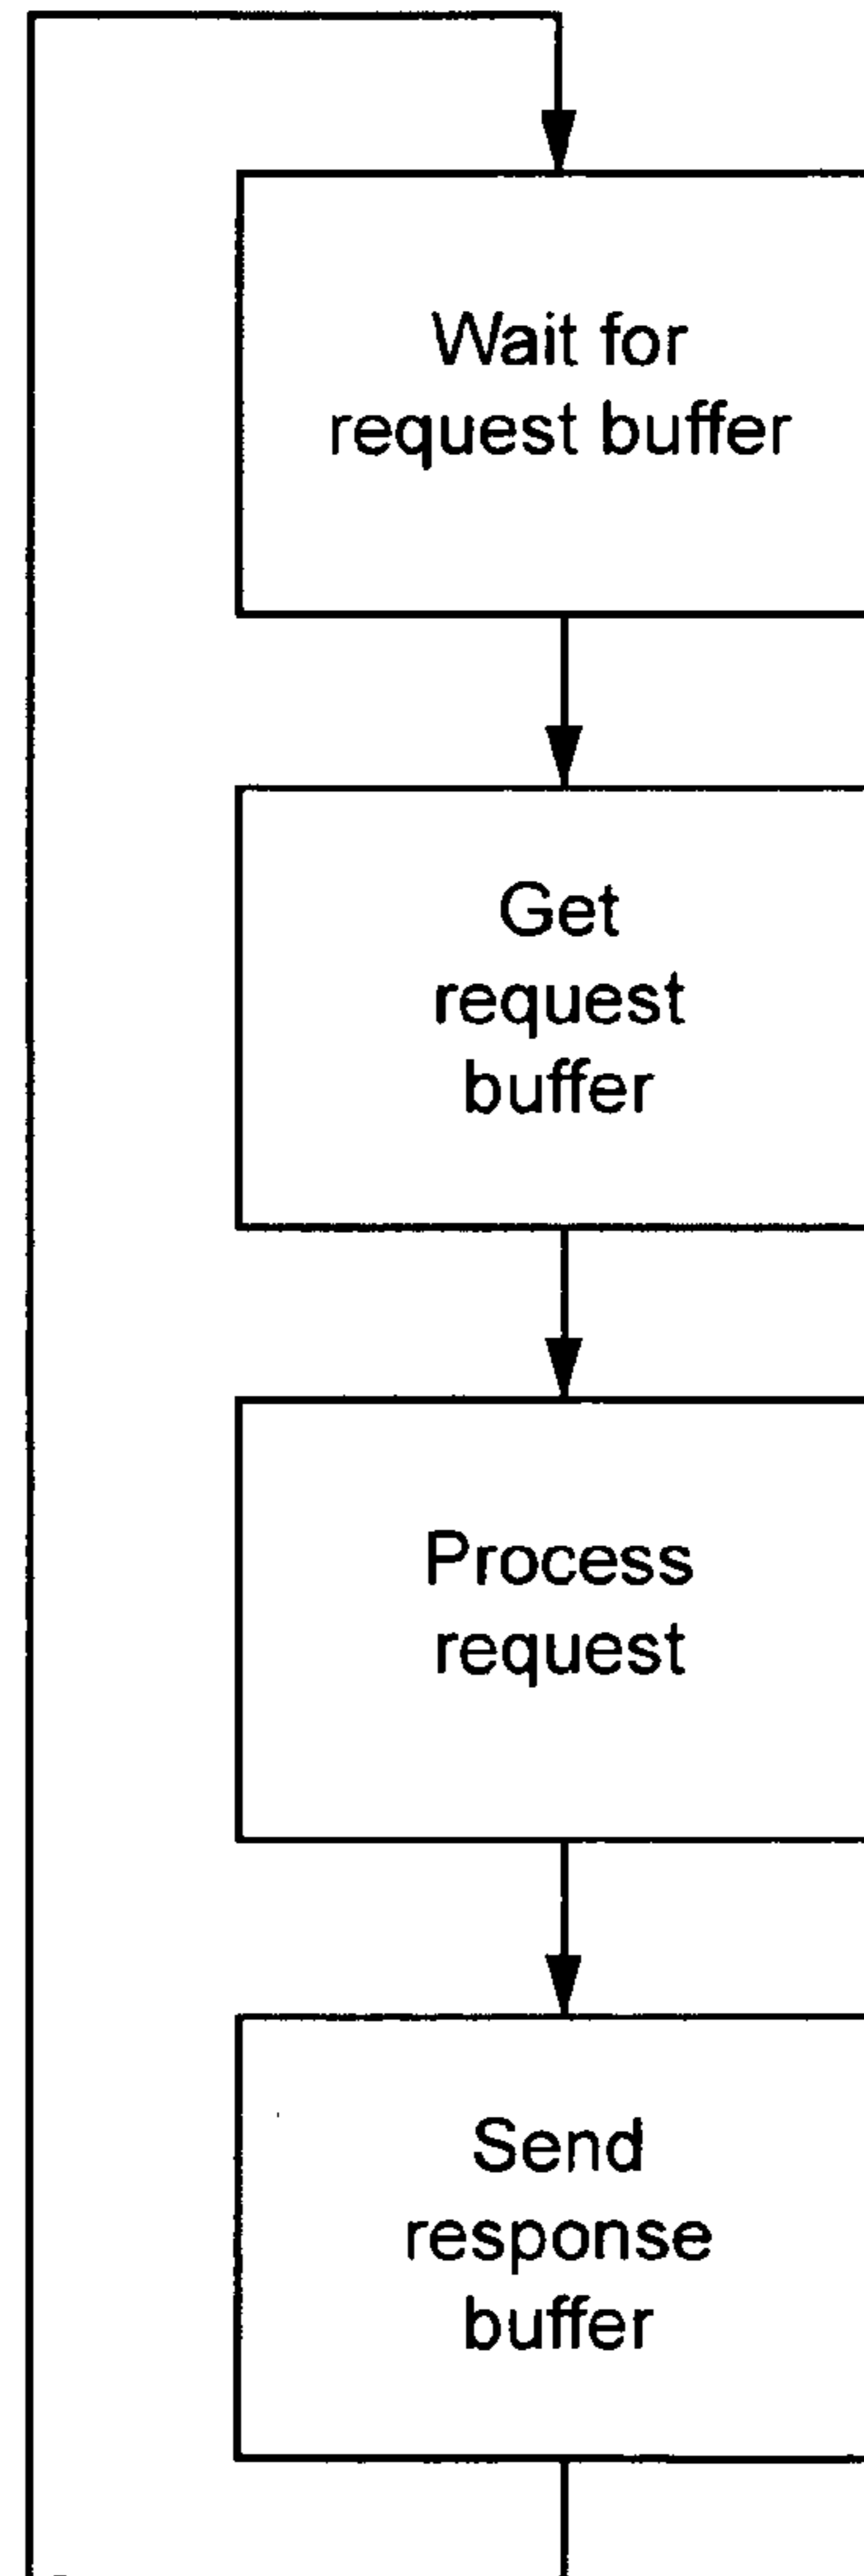 Wait for
request buffer
Get
request
buffer
Process
request
Send
response
buffer